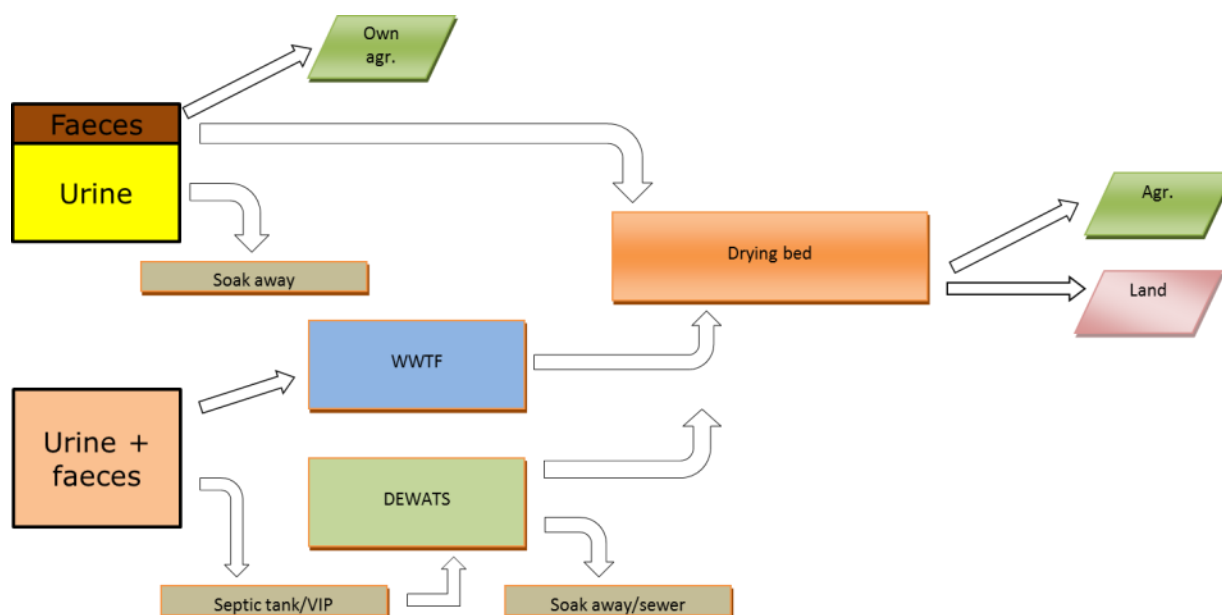 Own
agr.
Faeces
Urine
Soak away
Drying bed
Agr.
Land
WWTF
Urine +
faeces
DEWATS
Septic tank/VIP
Soak away/sewer